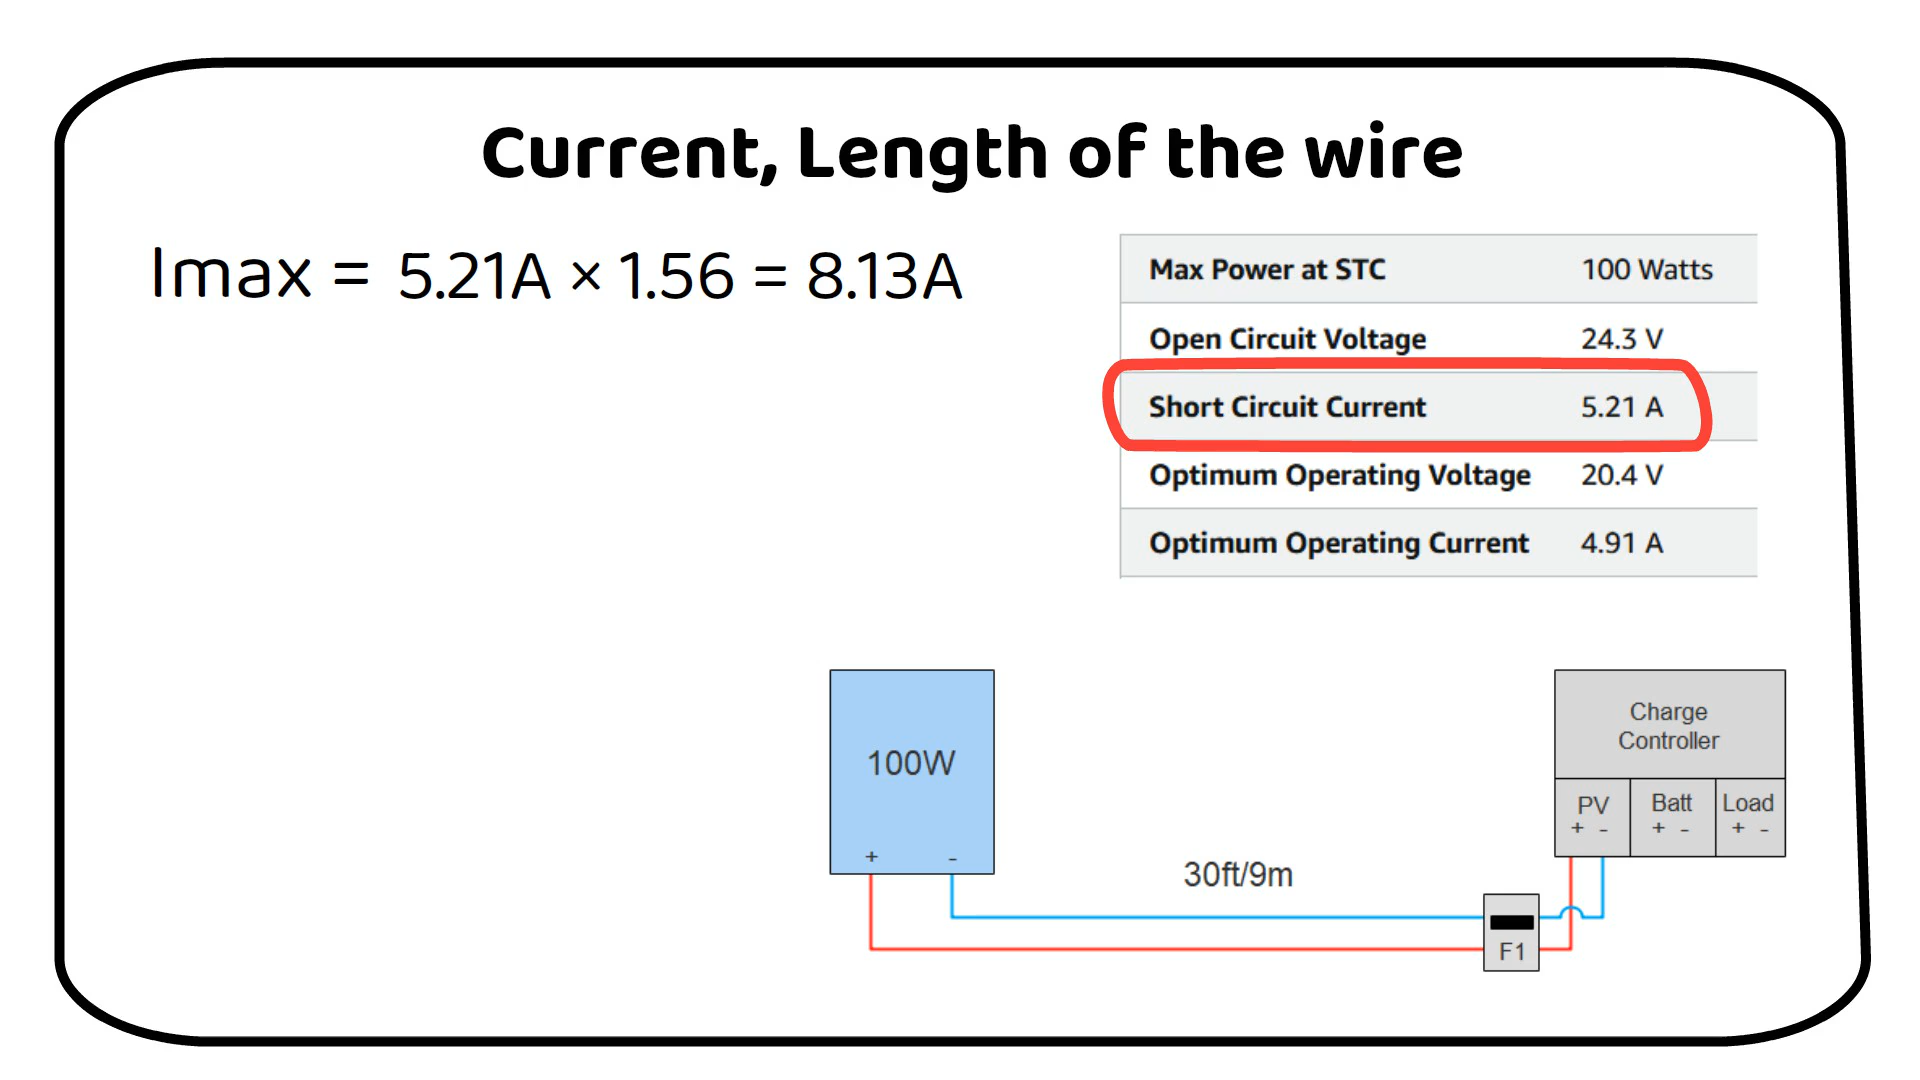 Current, Length of the wire
Imax = 5.21A × 1.56 = 8.13A
Max Power at STC 100 Watts
Open Circuit Voltage 24.3 V
Short Circuit Current 5.21 A
Optimum Operating Voltage 20.4 V
Optimum Operating Current 4.91 A
100W
+ -
30ft/9m
Charge
Controller
PV Batt Load
+ - + - + -
F1